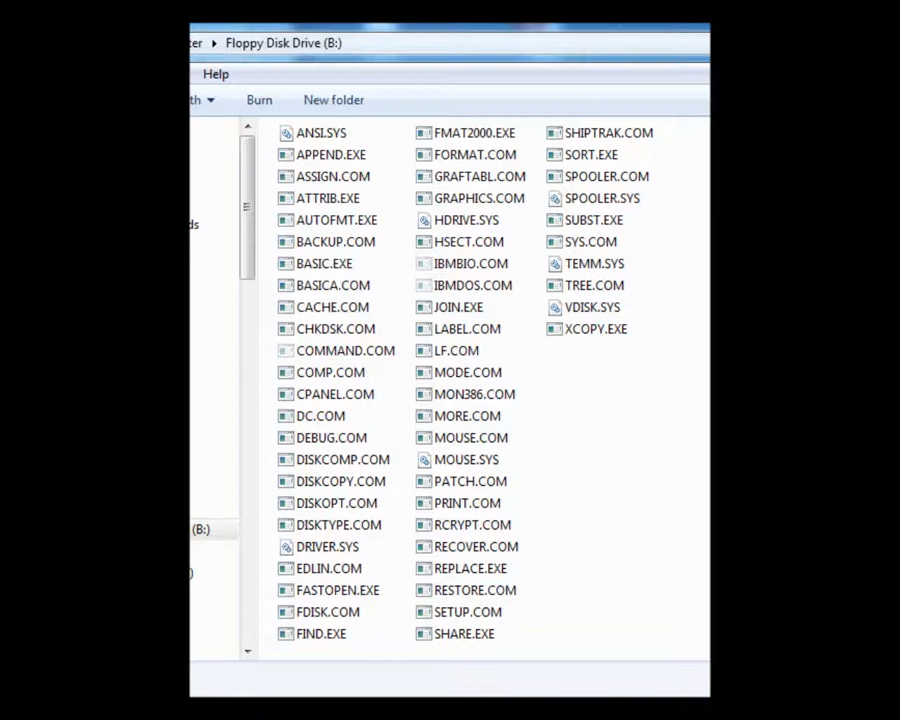 ter ▸ Floppy Disk Drive (B:)
Help
th Burn New folder
ANSI.SYS
APPEND.EXE
ASSIGN.COM
ATTRIB.EXE
AUTOFMT.EXE
BACKUP.COM
BASIC.EXE
BASICA.COM
CACHE.COM
CHKDSK.COM
COMMAND.COM
COMP.COM
CPANEL.COM
DC.COM
DEBUG.COM
DISKCOMP.COM
DISKCOPY.COM
DISKOPT.COM
DISKTYPE.COM
DRIVER.SYS
EDLIN.COM
FASTOPEN.EXE
FDISK.COM
FIND.EXE
FMAT2000.EXE
FORMAT.COM
GRAFTABL.COM
GRAPHICS.COM
HDRIVE.SYS
HSECT.COM
IBMBIO.COM
IBMDOS.COM
JOIN.EXE
LABEL.COM
LF.COM
MODE.COM
MON386.COM
MORE.COM
MOUSE.COM
MOUSE.SYS
PATCH.COM
PRINT.COM
RCRYPT.COM
RECOVER.COM
REPLACE.EXE
RESTORE.COM
SETUP.COM
SHARE.EXE
SHIPTRAK.COM
SORT.EXE
SPOOLER.COM
SPOOLER.SYS
SUBST.EXE
SYS.COM
TEMM.SYS
TREE.COM
VDISK.SYS
XCOPY.EXE
ds
(B:)
)